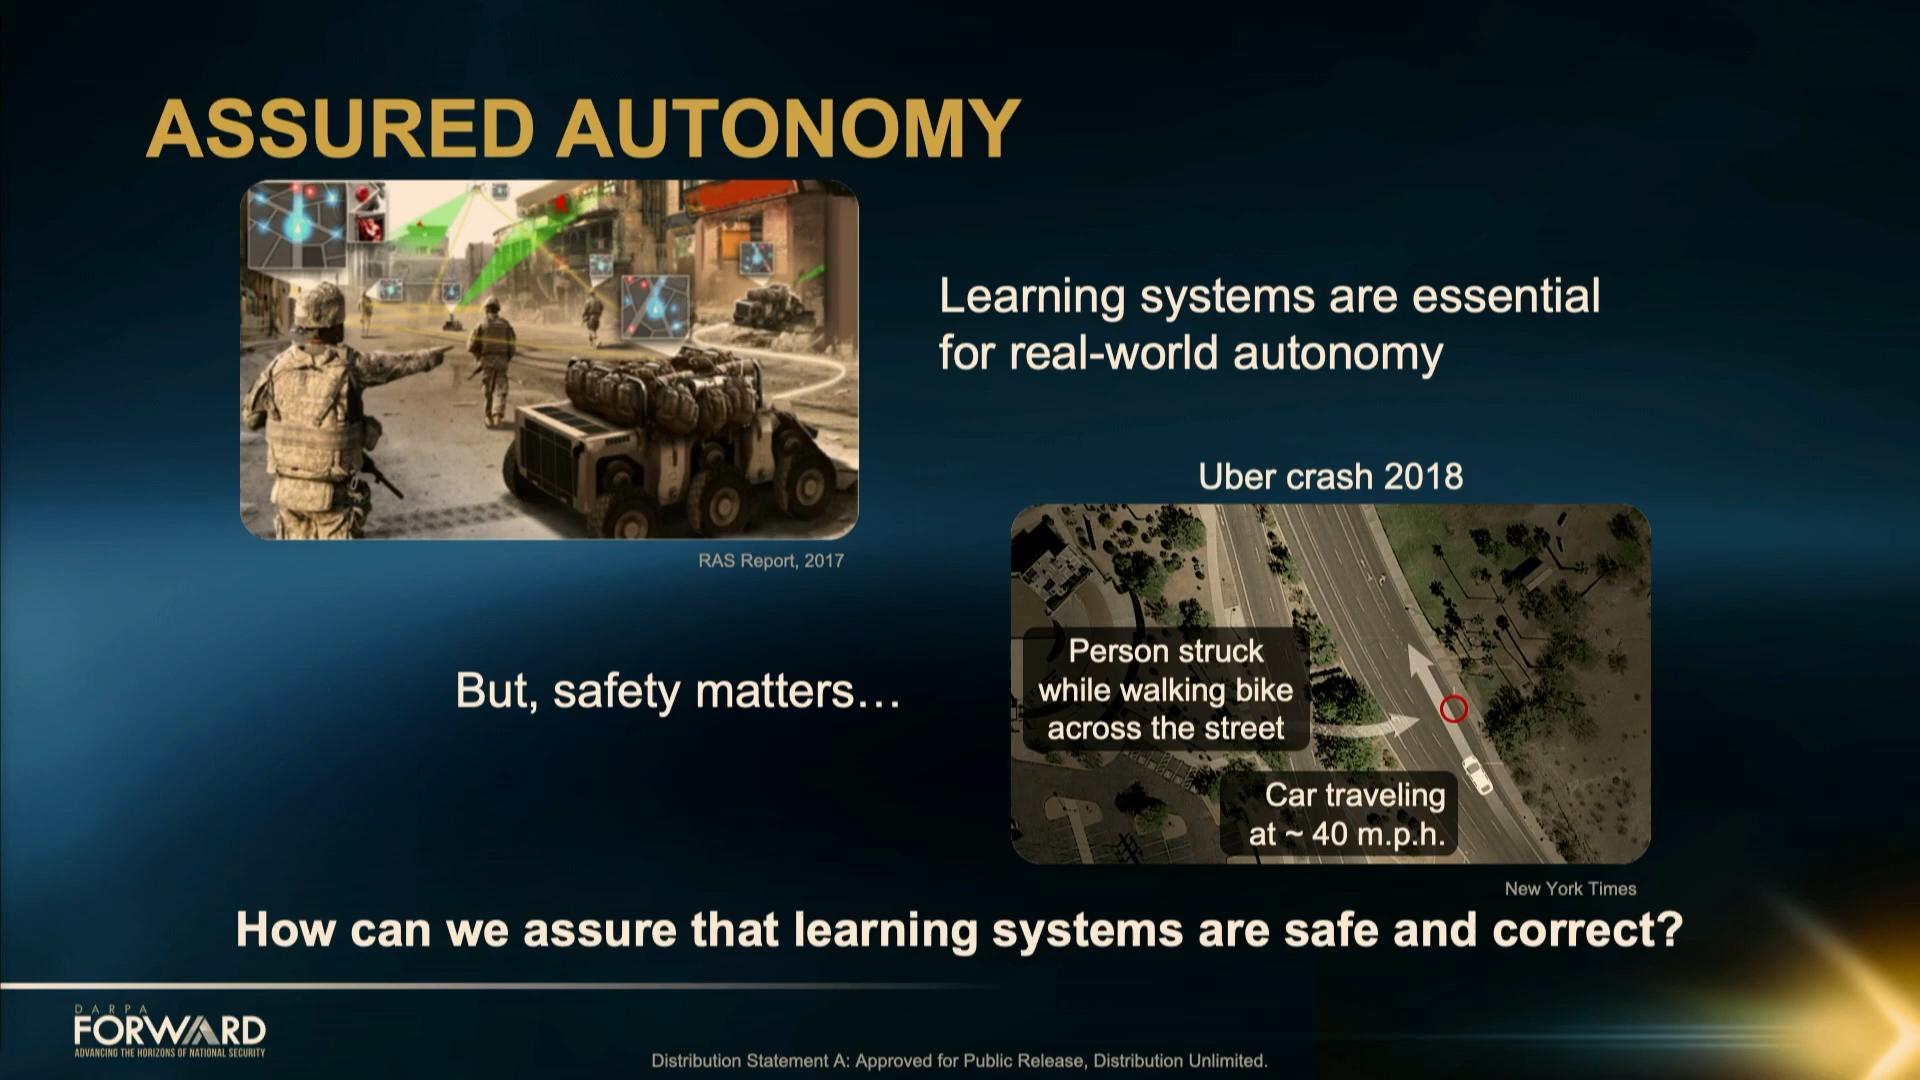 ASSURED AUTONOMY
Learning systems are essential
for real-world autonomy
RAS Report, 2017
Uber crash 2018
Person struck
while walking bike
across the street
Car traveling
at ~ 40 m.p.h.
But, safety matters…
New York Times
How can we assure that learning systems are safe and correct?
DARPA
FORWARD
ADVANCING THE HORIZONS OF NATIONAL SECURITY
Distribution Statement A: Approved for Public Release, Distribution Unlimited.